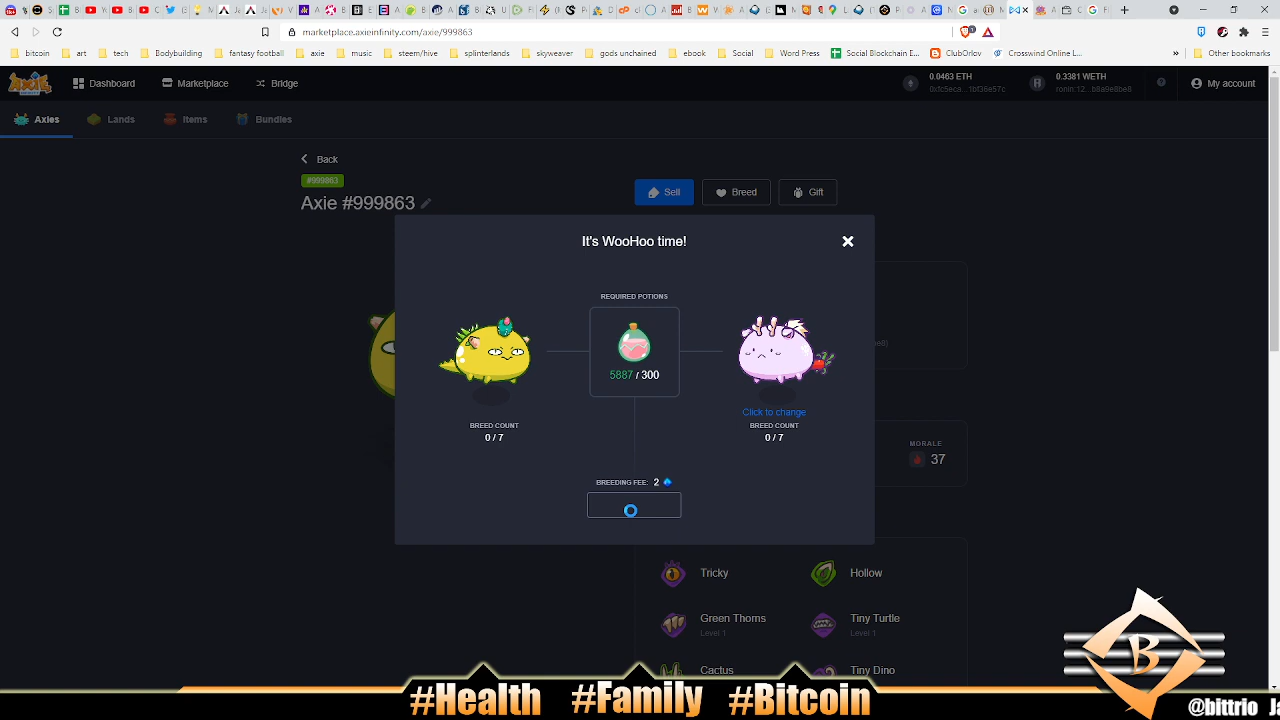 marketplace.axieinfinity.com/axie/999863
bitcoin art tech Bodybuilding fantasy football axie music steem/hive splinterlands skyweaver gods unchained ebook Social Word Press Social Blockchain E... ClubOrlov Crosswind Online L... » Other bookmarks
Dashboard Marketplace Bridge 0.0463 ETH 0.3381 WETH My account
Axies Lands Items Bundles
Back
#999863
Axie #999863
Sell Breed Gift
It's WooHoo time!
REQUIRED POTIONS
5887 / 300
Click to change
BREED COUNT BREED COUNT
0 / 7 0 / 7
MORALE
37
BREEDING FEE: 2
Tricky Hollow
Green Thorns Tiny Turtle
Level 1 Level 1
Cactus Tiny Dino
B
#Health #Family #Bitcoin
@bittrio